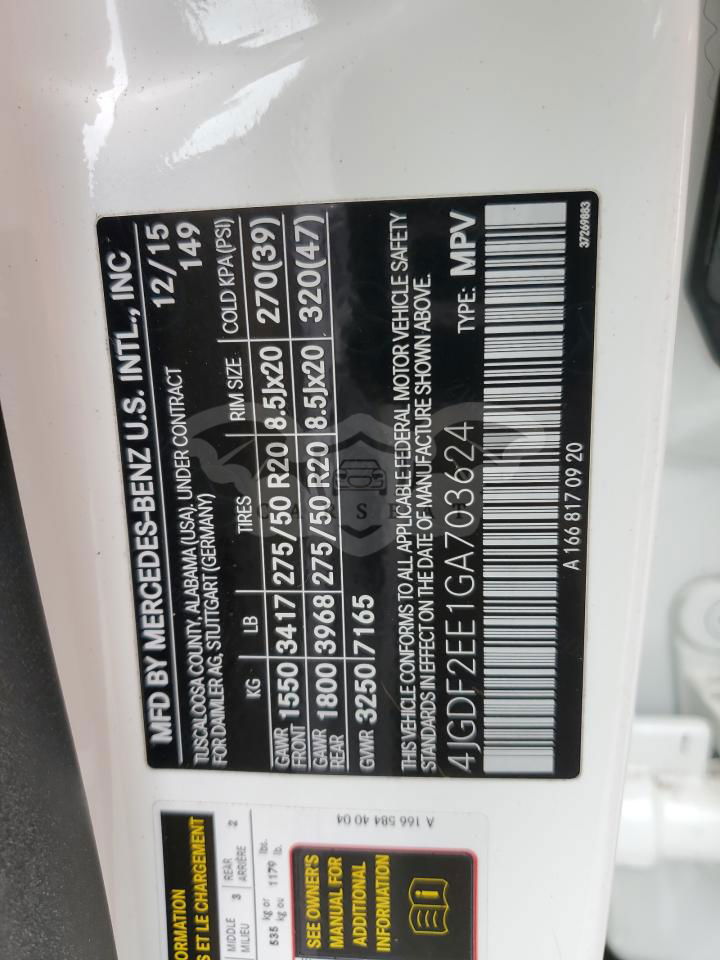 MFD BY MERCEDES-BENZ U.S. INTL., INC
TUSCALOOSA COUNTY, ALABAMA (USA). UNDER CONTRACT 12/15
FOR DAIMLER AG, STUTTGART (GERMANY) 149
KG LB TIRES RIM SIZE COLD KPA(PSI)
GAWR FRONT 1550 3417 275/50 R20 8.5Jx20 270(39)
GAWR REAR 1800 3968 275/50 R20 8.5Jx20 320(47)
GVWR 3250 7165
THIS VEHICLE CONFORMS TO ALL APPLICABLE FEDERAL MOTOR VEHICLE SAFETY
STANDARDS IN EFFECT ON THE DATE OF MANUFACTURE SHOWN ABOVE.
4JGDF2EE1GA703624 TYPE: MPV
A 166 817 09 20 37269883
ORMATION
S ET LE CHARGEMENT
MIDDLE 3 REAR 2
MILIEU ARRIÈRE
535 kg or 1179 lbs.
kg ou lb.
SEE OWNER'S
MANUAL FOR
ADDITIONAL
INFORMATION
A 166 584 40 04